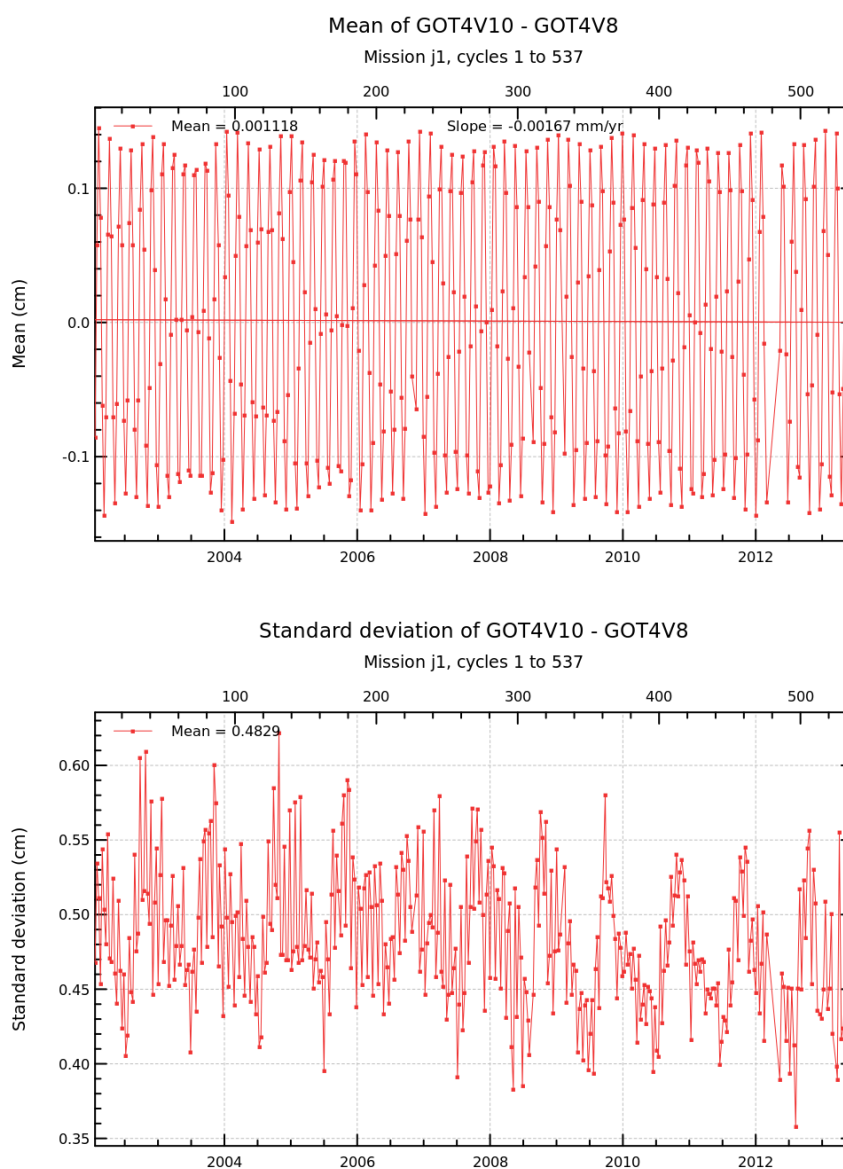 Mean of GOT4V10 - GOT4V8
Mission j1, cycles 1 to 537
100 200 300 400 500
Mean = 0.001118 Slope = -0.00167 mm/yr
0.1
0.0
-0.1
Mean (cm)
2004 2006 2008 2010 2012
Standard deviation of GOT4V10 - GOT4V8
Mission j1, cycles 1 to 537
100 200 300 400 500
Mean = 0.4829
0.60
0.55
0.50
0.45
0.40
0.35
Standard deviation (cm)
2004 2006 2008 2010 2012